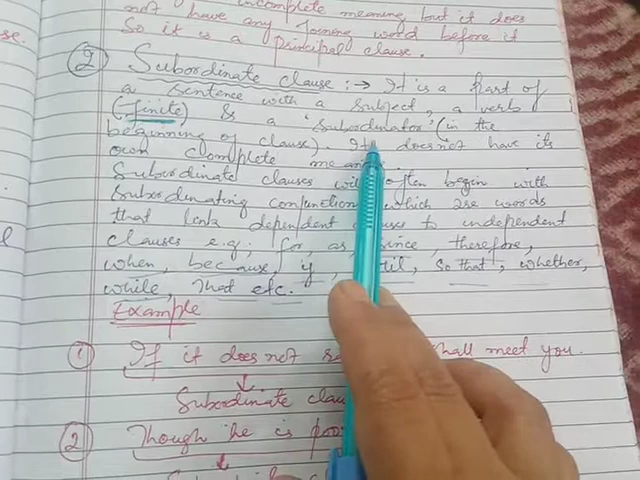 se.
incomplete meaning but it does
not have any Joining word before it
So it is a principal clause.
② Subordinate clause :→ It is a part of
a sentence with a subject, a verb
(finite) & a 'subordinator' (in the
beginning of clause). It doesnot have its
own complete meaning.
Subordinate clauses will often begin with
subordinating conjunctions which are words
that link dependent clauses to independent
clauses e.g; for, as, since, therefore,
when, because, if, until, so that, whether,
while, that etc.
Example
① If it does not shall meet you.
Subordinate clau
② Though he is poo